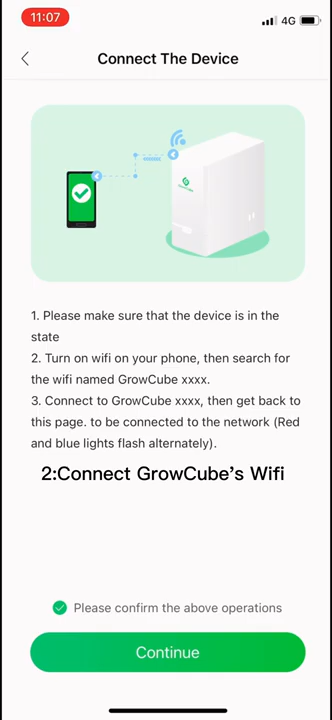 11:07
4G
Connect The Device
1. Please make sure that the device is in the
state
2. Turn on wifi on your phone, then search for
the wifi named GrowCube xxxx.
3. Connect to GrowCube xxxx, then get back to
this page. to be connected to the network (Red
and blue lights flash alternately).
2:Connect GrowCube's Wifi
Please confirm the above operations
Continue